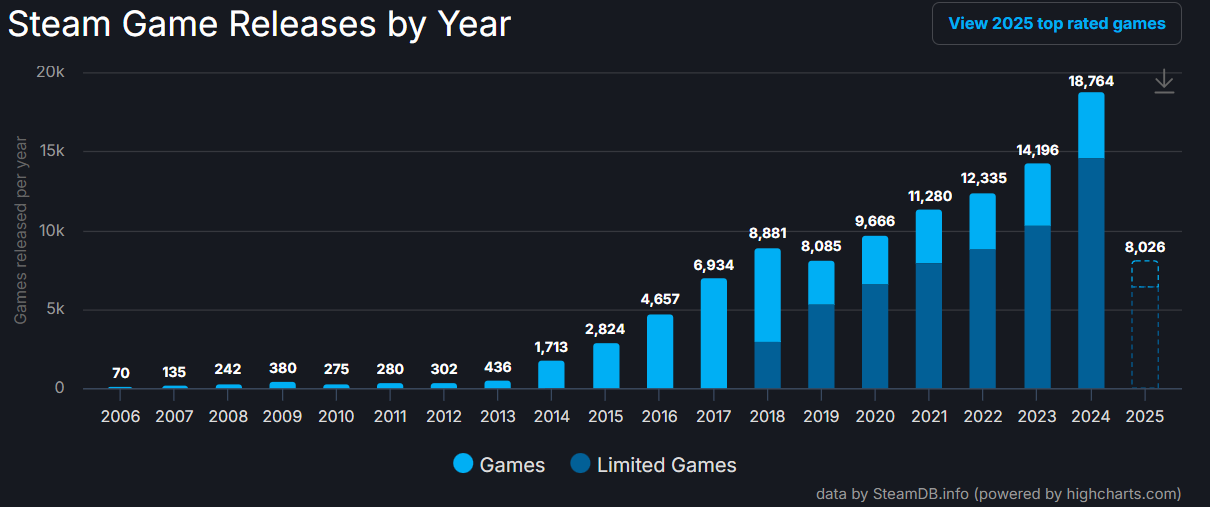 Steam Game Releases by Year
View 2025 top rated games
Games released per year
20k
15k
10k
5k
0
70
135
242
380
275
280
302
436
1,713
2,824
4,657
6,934
8,881
8,085
9,666
11,280
12,335
14,196
18,764
8,026
2006 2007 2008 2009 2010 2011 2012 2013 2014 2015 2016 2017 2018 2019 2020 2021 2022 2023 2024 2025
Games Limited Games
data by SteamDB.info (powered by highcharts.com)